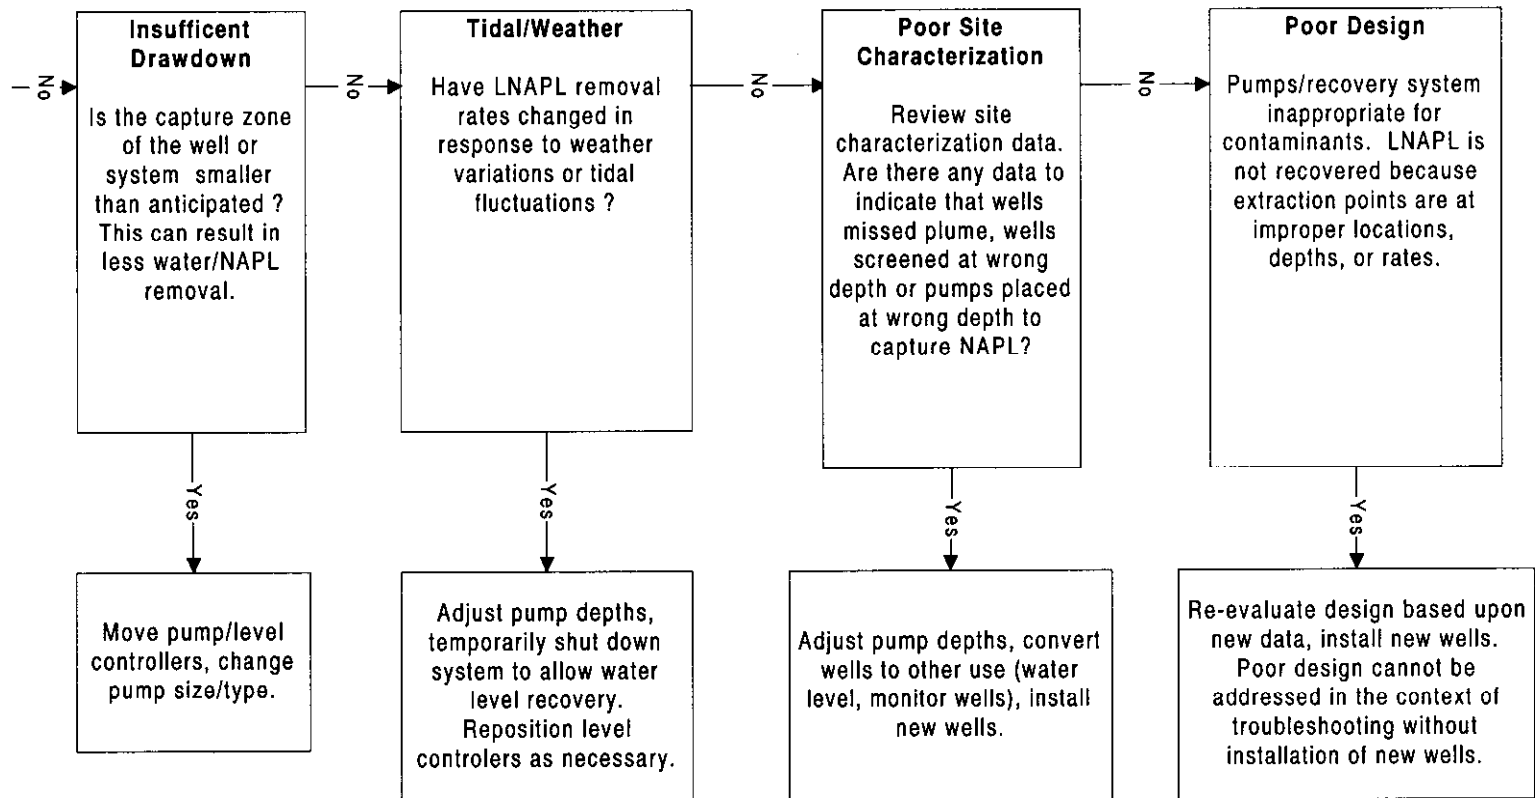 No
Insufficent
Drawdown
Is the capture zone
of the well or
system smaller
than anticipated ?
This can result in
less water/NAPL
removal.
No
Tidal/Weather
Have LNAPL removal
rates changed in
response to weather
variations or tidal
fluctuations ?
No
Poor Site
Characterization
Review site
characterization data.
Are there any data to
indicate that wells
missed plume, wells
screened at wrong
depth or pumps placed
at wrong depth to
capture NAPL?
No
Poor Design
Pumps/recovery system
inappropriate for
contaminants. LNAPL is
not recovered because
extraction points are at
improper locations,
depths, or rates.
Yes
Yes
Yes
Yes
Move pump/level
controllers, change
pump size/type.
Adjust pump depths,
temporarily shut down
system to allow water
level recovery.
Reposition level
controlers as necessary.
Adjust pump depths, convert
wells to other use (water
level, monitor wells), install
new wells.
Re-evaluate design based upon
new data, install new wells.
Poor design cannot be
addressed in the context of
troubleshooting without
installation of new wells.